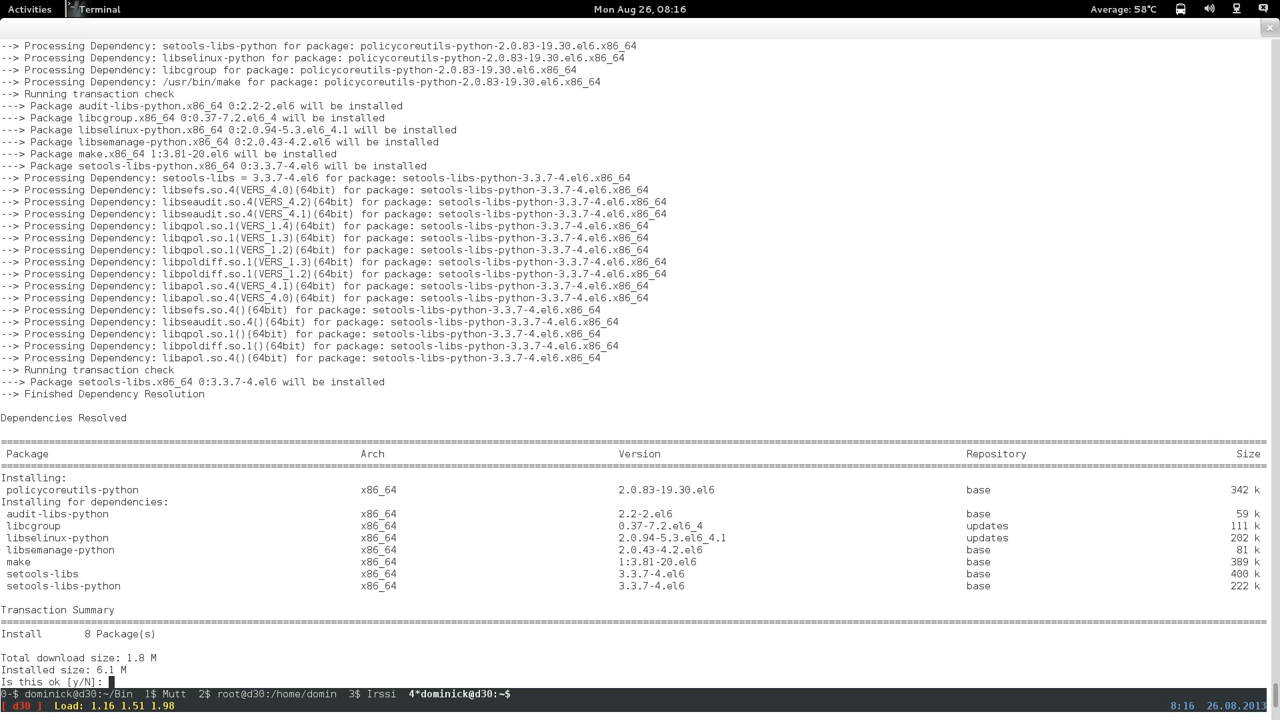 Activities Terminal Mon Aug 26, 08:16 Average: 58°C
--> Processing Dependency: setools-libs-python for package: policycoreutils-python-2.0.83-19.30.el6.x86_64
--> Processing Dependency: libselinux-python for package: policycoreutils-python-2.0.83-19.30.el6.x86_64
--> Processing Dependency: libcgroup for package: policycoreutils-python-2.0.83-19.30.el6.x86_64
--> Processing Dependency: /usr/bin/make for package: policycoreutils-python-2.0.83-19.30.el6.x86_64
--> Running transaction check
---> Package audit-libs-python.x86_64 0:2.2-2.el6 will be installed
---> Package libcgroup.x86_64 0:0.37-7.2.el6_4 will be installed
---> Package libselinux-python.x86_64 0:2.0.94-5.3.el6_4.1 will be installed
---> Package libsemanage-python.x86_64 0:2.0.43-4.2.el6 will be installed
---> Package make.x86_64 1:3.81-20.el6 will be installed
---> Package setools-libs-python.x86_64 0:3.3.7-4.el6 will be installed
--> Processing Dependency: setools-libs = 3.3.7-4.el6 for package: setools-libs-python-3.3.7-4.el6.x86_64
--> Processing Dependency: libsefs.so.4(VERS_4.0)(64bit) for package: setools-libs-python-3.3.7-4.el6.x86_64
--> Processing Dependency: libseaudit.so.4(VERS_4.2)(64bit) for package: setools-libs-python-3.3.7-4.el6.x86_64
--> Processing Dependency: libseaudit.so.4(VERS_4.1)(64bit) for package: setools-libs-python-3.3.7-4.el6.x86_64
--> Processing Dependency: libqpol.so.1(VERS_1.4)(64bit) for package: setools-libs-python-3.3.7-4.el6.x86_64
--> Processing Dependency: libqpol.so.1(VERS_1.3)(64bit) for package: setools-libs-python-3.3.7-4.el6.x86_64
--> Processing Dependency: libqpol.so.1(VERS_1.2)(64bit) for package: setools-libs-python-3.3.7-4.el6.x86_64
--> Processing Dependency: libpoldiff.so.1(VERS_1.3)(64bit) for package: setools-libs-python-3.3.7-4.el6.x86_64
--> Processing Dependency: libpoldiff.so.1(VERS_1.2)(64bit) for package: setools-libs-python-3.3.7-4.el6.x86_64
--> Processing Dependency: libapol.so.4(VERS_4.1)(64bit) for package: setools-libs-python-3.3.7-4.el6.x86_64
--> Processing Dependency: libapol.so.4(VERS_4.0)(64bit) for package: setools-libs-python-3.3.7-4.el6.x86_64
--> Processing Dependency: libsefs.so.4()(64bit) for package: setools-libs-python-3.3.7-4.el6.x86_64
--> Processing Dependency: libseaudit.so.4()(64bit) for package: setools-libs-python-3.3.7-4.el6.x86_64
--> Processing Dependency: libqpol.so.1()(64bit) for package: setools-libs-python-3.3.7-4.el6.x86_64
--> Processing Dependency: libpoldiff.so.1()(64bit) for package: setools-libs-python-3.3.7-4.el6.x86_64
--> Processing Dependency: libapol.so.4()(64bit) for package: setools-libs-python-3.3.7-4.el6.x86_64
--> Running transaction check
---> Package setools-libs.x86_64 0:3.3.7-4.el6 will be installed
--> Finished Dependency Resolution
Dependencies Resolved
Package Arch Version Repository Size
Installing:
policycoreutils-python x86_64 2.0.83-19.30.el6 base 342 k
Installing for dependencies:
audit-libs-python x86_64 2.2-2.el6 base 59 k
libcgroup x86_64 0.37-7.2.el6_4 updates 111 k
libselinux-python x86_64 2.0.94-5.3.el6_4.1 updates 202 k
libsemanage-python x86_64 2.0.43-4.2.el6 base 81 k
make x86_64 1:3.81-20.el6 base 389 k
setools-libs x86_64 3.3.7-4.el6 base 400 k
setools-libs-python x86_64 3.3.7-4.el6 base 222 k
Transaction Summary
Install 8 Package(s)
Total download size: 1.8 M
Installed size: 6.1 M
Is this ok [y/N]:
0-$ dominick@d30:~/Bin 1$ Mutt 2$ root@d30:/home/domin 3$ Irssi 4*dominick@d30:~$
[ d30 ] Load: 1.16 1.51 1.98 8:16 26.08.2013